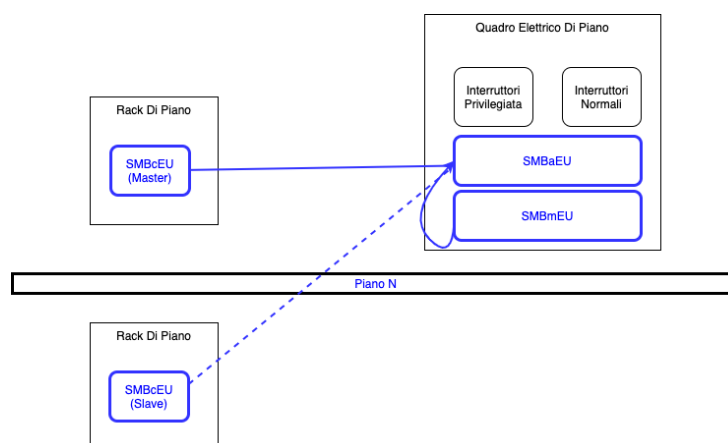 Quadro Elettrico Di Piano
Interruttori
Privilegiata
Interruttori
Normali
Rack Di Piano
SMBcEU
(Master)
SMBaEU
SMBmEU
Piano N
Rack Di Piano
SMBcEU
(Slave)